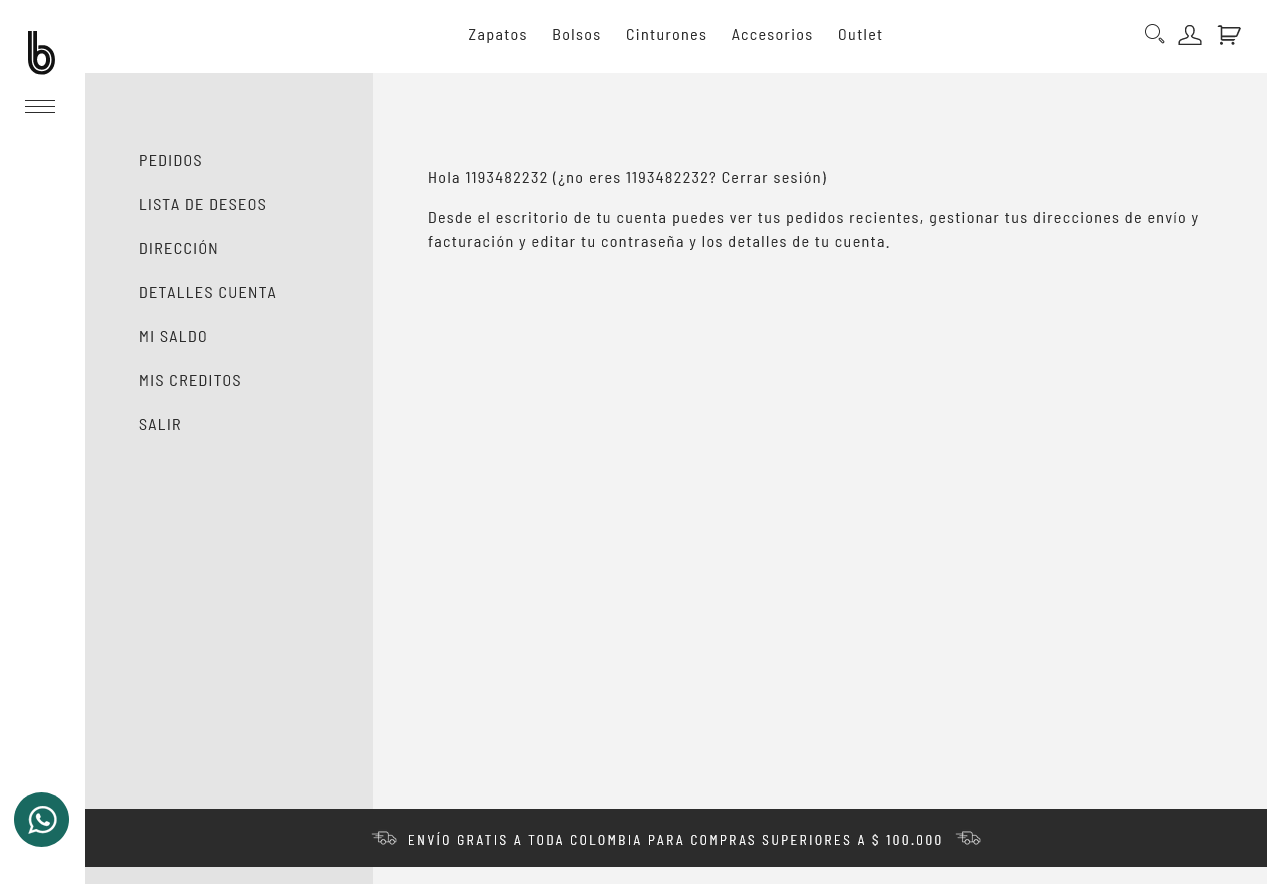 b
Zapatos Bolsos Cinturones Accesorios Outlet
PEDIDOS
LISTA DE DESEOS
DIRECCIÓN
DETALLES CUENTA
MI SALDO
MIS CREDITOS
SALIR
Hola 1193482232 (¿no eres 1193482232? Cerrar sesión)
Desde el escritorio de tu cuenta puedes ver tus pedidos recientes, gestionar tus direcciones de envío y
facturación y editar tu contraseña y los detalles de tu cuenta.
ENVÍO GRATIS A TODA COLOMBIA PARA COMPRAS SUPERIORES A $ 100.000